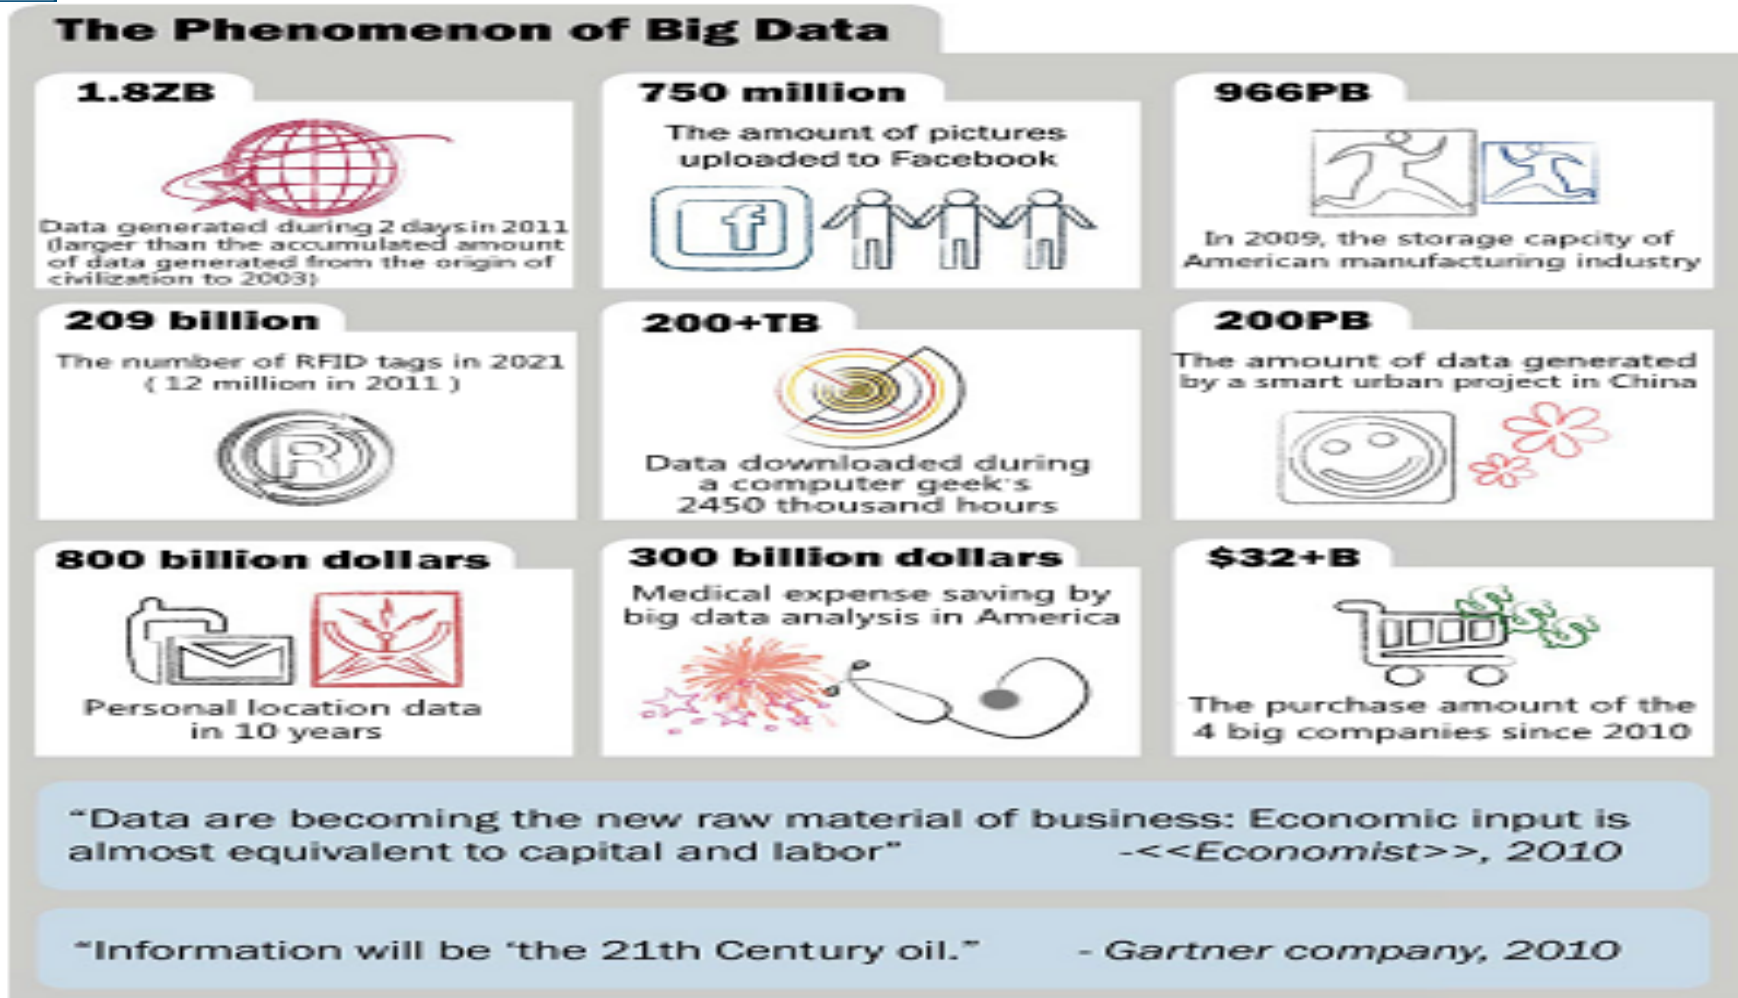 The Phenomenon of Big Data
1.8ZB
Data generated during 2 days in 2011
(larger than the accumulated amount
of data generated from the origin of
civilization to 2003)
750 million
The amount of pictures
uploaded to Facebook
f
966PB
In 2009, the storage capcity of
American manufacturing industry
209 billion
The number of RFID tags in 2021
( 12 million in 2011 )
R
200+TB
Data downloaded during
a computer geek's
2450 thousand hours
200PB
The amount of data generated
by a smart urban project in China
800 billion dollars
Personal location data
in 10 years
300 billion dollars
Medical expense saving by
big data analysis in America
$32+B
$$$
The purchase amount of the
4 big companies since 2010
“Data are becoming the new raw material of business: Economic input is
almost equivalent to capital and labor” -<<Economist>>, 2010
“Information will be ‘the 21th Century oil.” - Gartner company, 2010